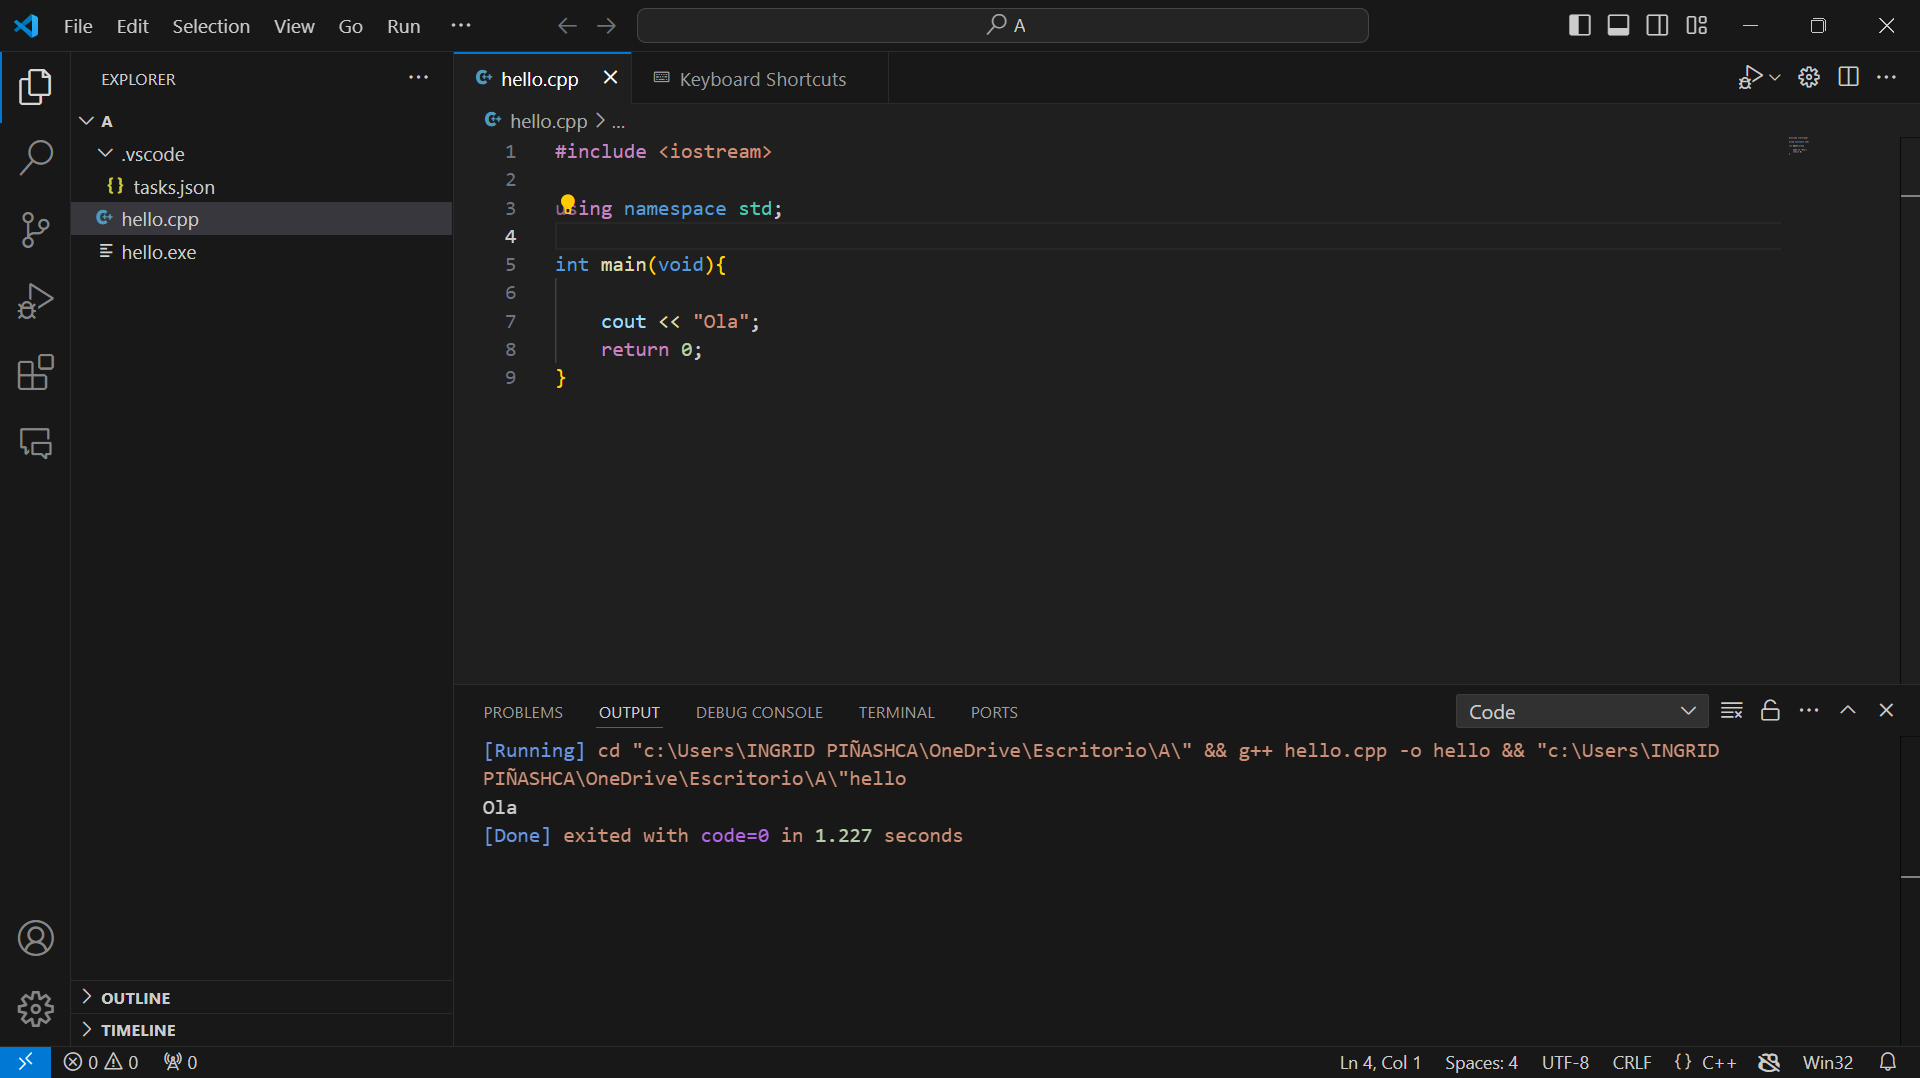 File Edit Selection View Go Run ...
A
EXPLORER ...
A
.vscode
{} tasks.json
hello.cpp
hello.exe
OUTLINE
TIMELINE
hello.cpp Keyboard Shortcuts
hello.cpp > ...
1 #include <iostream>
2
3 using namespace std;
4
5 int main(void){
6
7 cout << "Ola";
8 return 0;
9 }
PROBLEMS OUTPUT DEBUG CONSOLE TERMINAL PORTS
Code
[Running] cd "c:\Users\INGRID PIÑASHCA\OneDrive\Escritorio\A\" && g++ hello.cpp -o hello && "c:\Users\INGRID
PIÑASHCA\OneDrive\Escritorio\A\"hello
Ola
[Done] exited with code=0 in 1.227 seconds
0 0 0 Ln 4, Col 1 Spaces: 4 UTF-8 CRLF {} C++ Win32